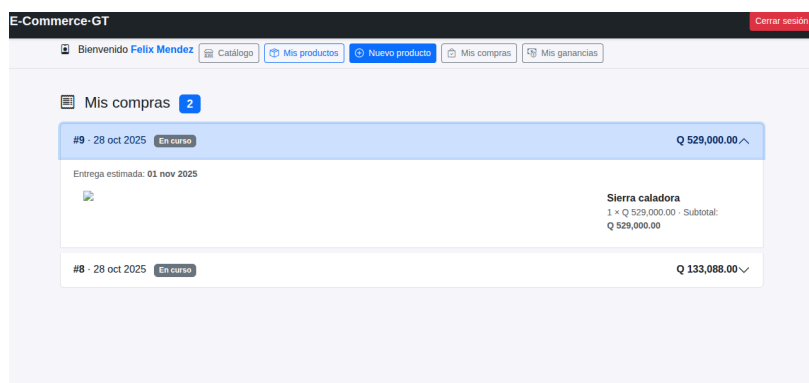 E-Commerce-GT Cerrar sesión
Bienvenido Felix Mendez Catálogo Mis productos Nuevo producto Mis compras Mis ganancias
Mis compras 2
#9 · 28 oct 2025 En curso Q 529,000.00
Entrega estimada: 01 nov 2025
Sierra caladora
1 × Q 529,000.00 · Subtotal:
Q 529,000.00
#8 · 28 oct 2025 En curso Q 133,088.00